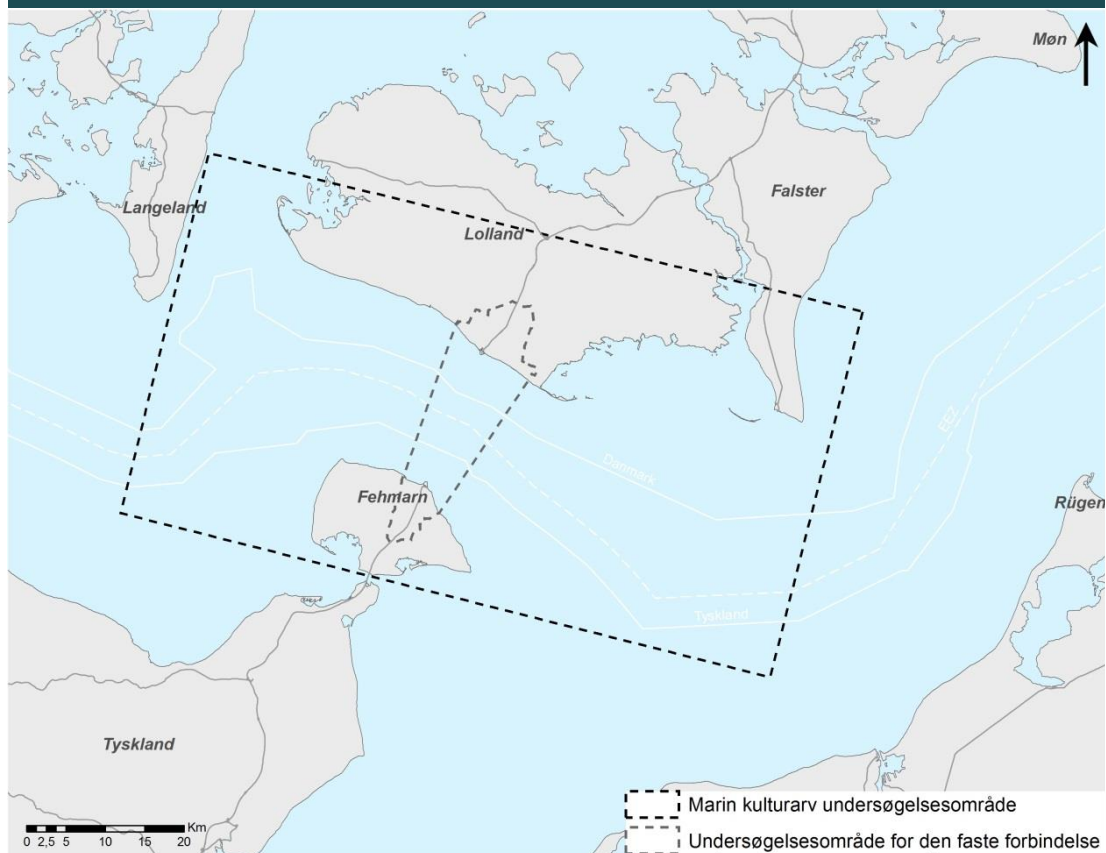 Møn
Langeland
Falster
Lolland
EEZ
Danmark
Fehmarn
Rügen
Tyskland
Tyskland
Km
0 2,5 5 10 15 20
Marin kulturarv undersøgelsesområde
Undersøgelsesområde for den faste forbindelse